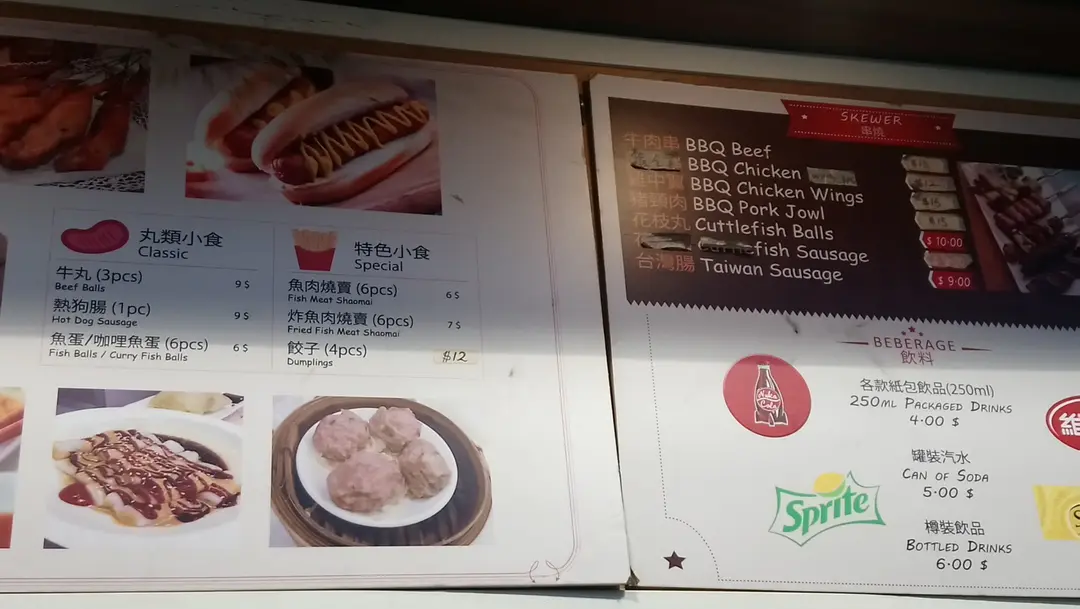 丸類小食
Classic
牛丸 (3pcs) 9 $
Beef Balls
熱狗腸 (1pc) 9 $
Hot Dog Sausage
魚蛋/咖哩魚蛋 (6pcs) 6 $
Fish Balls / Curry Fish Balls
特色小食
Special
魚肉燒賣 (6pcs) 6 $
Fish Meat Shaomai
炸魚肉燒賣 (6pcs) 7 $
Fried Fish Meat Shaomai
餃子 (4pcs) $12
Dumplings
SKEWER
串燒
牛肉串 BBQ Beef
BBQ Chicken
BBQ Chicken Wings
豬頸肉 BBQ Pork Jowl $15
花枝丸 Cuttlefish Balls $ 10.00
fish Sausage
台灣腸 Taiwan Sausage $ 9.00
BEBERAGE
飲料
Nuka Cola
各款紙包飲品(250ml)
250ML PACKAGED DRINKS
4.00 $
罐裝汽水
CAN OF SODA
5.00 $
Sprite
樽裝飲品
BOTTLED DRINKS
6.00 $
維
S